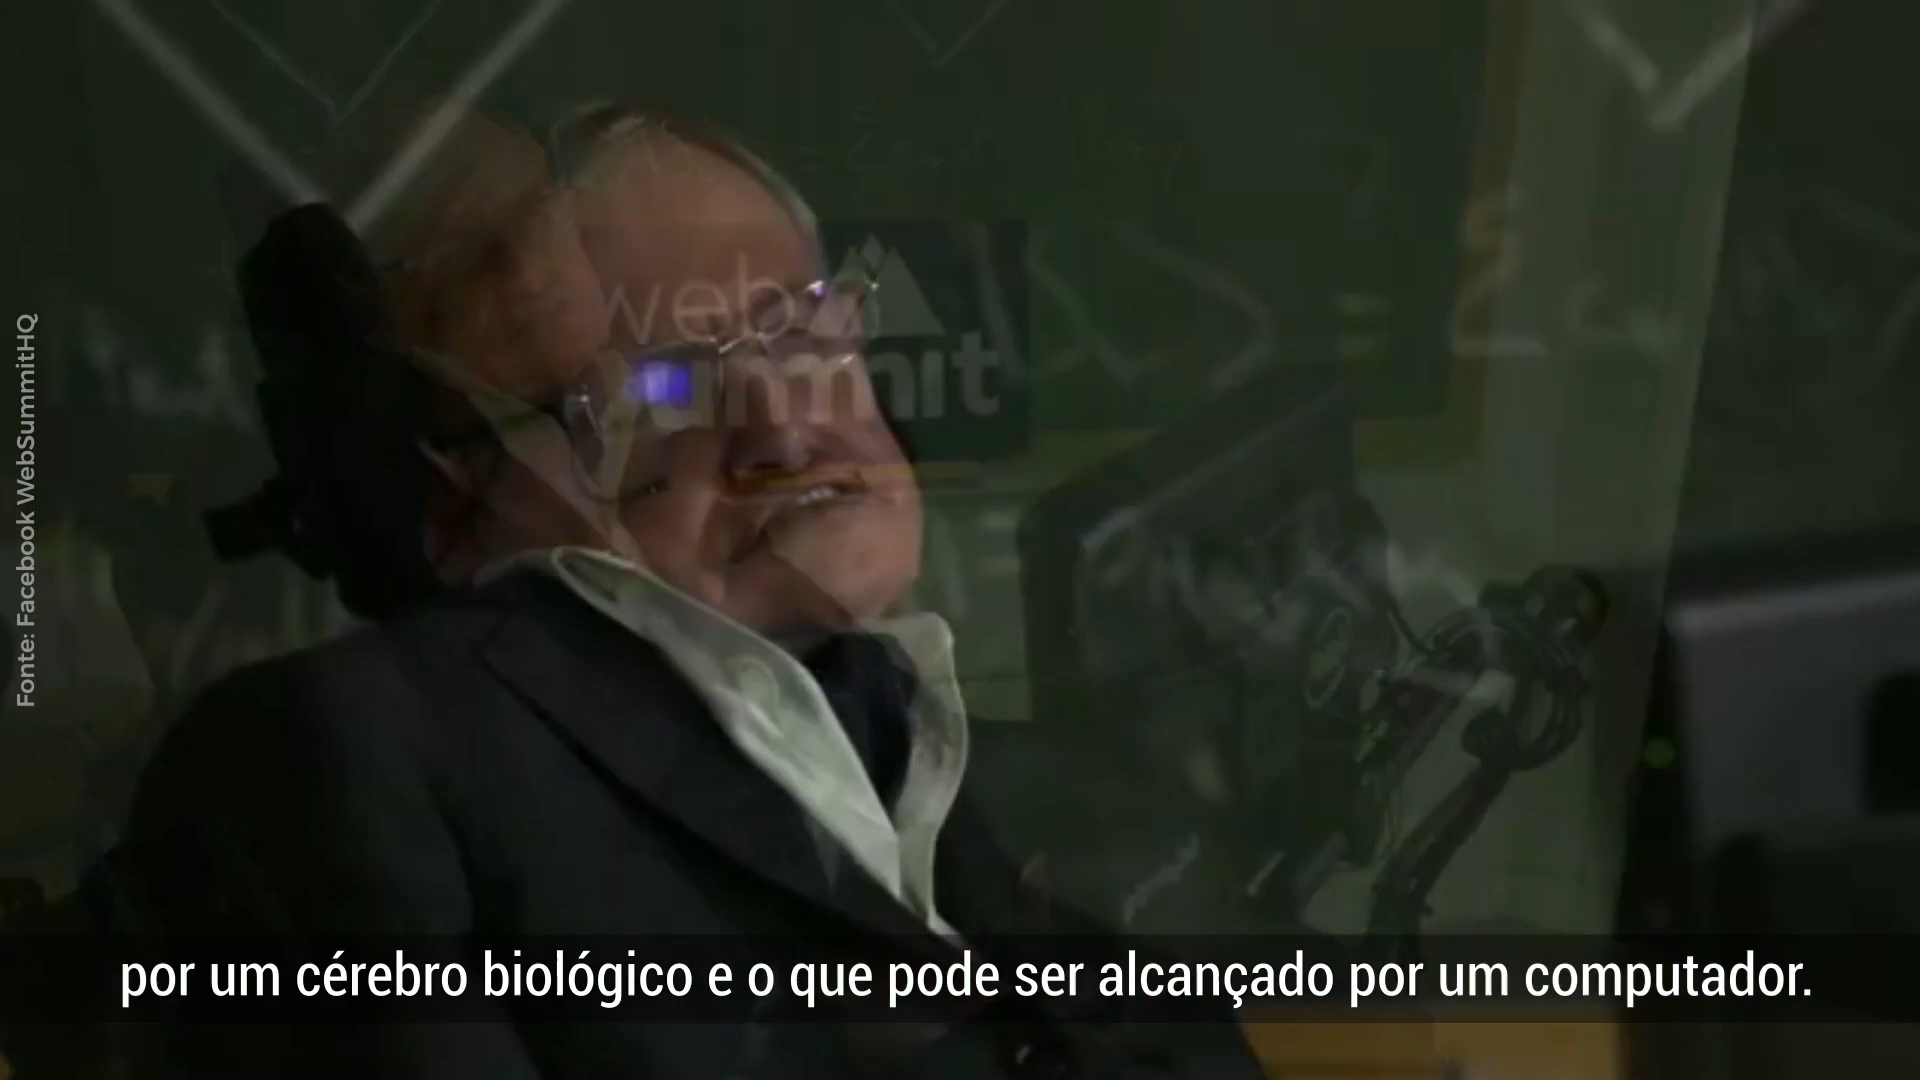 web
summit
Fonte: Facebook WebSummitHQ
por um cérebro biológico e o que pode ser alcançado por um computador.